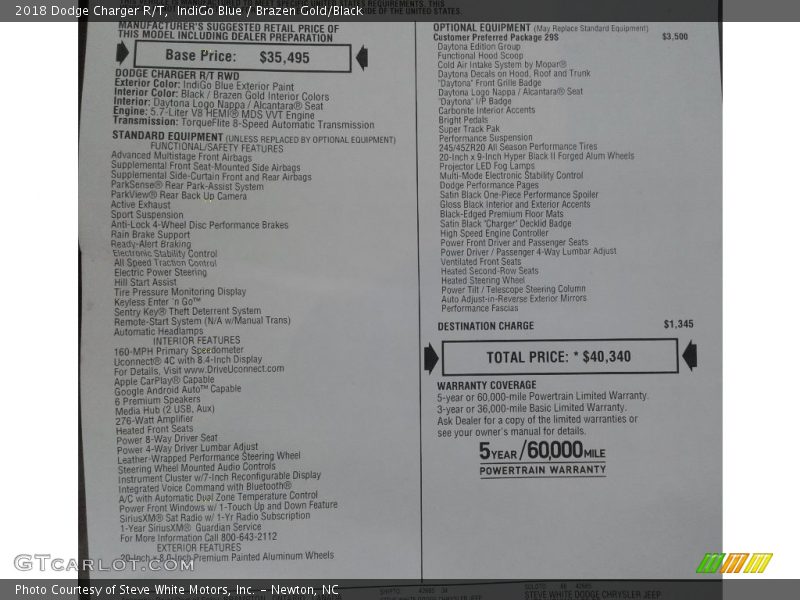 2018 Dodge Charger R/T, IndiGo Blue / Brazen Gold/Black
MANUFACTURER'S SUGGESTED RETAIL PRICE OF
THIS MODEL INCLUDING DEALER PREPARATION
Base Price: $35,495
DODGE CHARGER R/T RWD
Exterior Color: IndiGo Blue Exterior Paint
Interior Color: Black / Brazen Gold Interior Colors
Interior: Daytona Logo Nappa / Alcantara® Seat
Engine: 5.7-Liter V8 HEMI® MDS VVT Engine
Transmission: TorqueFlite 8-Speed Automatic Transmission
STANDARD EQUIPMENT (UNLESS REPLACED BY OPTIONAL EQUIPMENT)
FUNCTIONAL/SAFETY FEATURES
Advanced Multistage Front Airbags
Supplemental Front Seat-Mounted Side Airbags
Supplemental Side-Curtain Front and Rear Airbags
ParkSense® Rear Park-Assist System
ParkView® Rear Back Up Camera
Active Exhaust
Sport Suspension
Anti-Lock 4-Wheel Disc Performance Brakes
Rain Brake Support
Ready-Alert Braking
Electronic Stability Control
All Speed Traction Control
Electric Power Steering
Hill Start Assist
Tire Pressure Monitoring Display
Keyless Enter 'n Go™
Sentry Key® Theft Deterrent System
Remote-Start System (N/A w/Manual Trans)
Automatic Headlamps
INTERIOR FEATURES
160-MPH Primary Speedometer
Uconnect® 4C with 8.4-Inch Display
For Details, Visit www.DriveUconnect.com
Apple CarPlay® Capable
Google Android Auto™ Capable
6 Premium Speakers
Media Hub (2 USB, Aux)
276-Watt Amplifier
Heated Front Seats
Power 8-Way Driver Seat
Power 4-Way Driver Lumbar Adjust
Leather-Wrapped Performance Steering Wheel
Steering Wheel Mounted Audio Controls
Instrument Cluster w/7-Inch Reconfigurable Display
Integrated Voice Command with Bluetooth®
A/C with Automatic Dual Zone Temperature Control
Power Front Windows w/ 1-Touch Up and Down Feature
SiriusXM® Sat Radio w/ 1-Yr Radio Subscription
1-Year SiriusXM® Guardian Service
For More Information Call 800-643-2112
EXTERIOR FEATURES
20-Inch x 8.0-Inch Premium Painted Aluminum Wheels
OPTIONAL EQUIPMENT (May Replace Standard Equipment)
Customer Preferred Package 29S $3,500
Daytona Edition Group
Functional Hood Scoop
Cold Air Intake System by Mopar®
Daytona Decals on Hood, Roof and Trunk
"Daytona" Front Grille Badge
Daytona Logo Nappa / Alcantara® Seat
"Daytona" I/P Badge
Carbonite Interior Accents
Bright Pedals
Super Track Pak
Performance Suspension
245/45ZR20 All Season Performance Tires
20-Inch x 9-Inch Hyper Black II Forged Alum Wheels
Projector LED Fog Lamps
Multi-Mode Electronic Stability Control
Dodge Performance Pages
Satin Black One-Piece Performance Spoiler
Gloss Black Interior and Exterior Accents
Black-Edged Premium Floor Mats
Satin Black 'Charger' Decklid Badge
High Speed Engine Controller
Power Front Driver and Passenger Seats
Power Driver / Passenger 4-Way Lumbar Adjust
Ventilated Front Seats
Heated Second-Row Seats
Heated Steering Wheel
Power Tilt / Telescope Steering Column
Auto Adjust-in-Reverse Exterior Mirrors
Performance Fascias
DESTINATION CHARGE $1,345
TOTAL PRICE: * $40,340
WARRANTY COVERAGE
5-year or 60,000-mile Powertrain Limited Warranty.
3-year or 36,000-mile Basic Limited Warranty.
Ask Dealer for a copy of the limited warranties or
see your owner's manual for details.
5YEAR/60,000MILE
POWERTRAIN WARRANTY
GTCarLot.com
Photo Courtesy of Steve White Motors, Inc. – Newton, NC